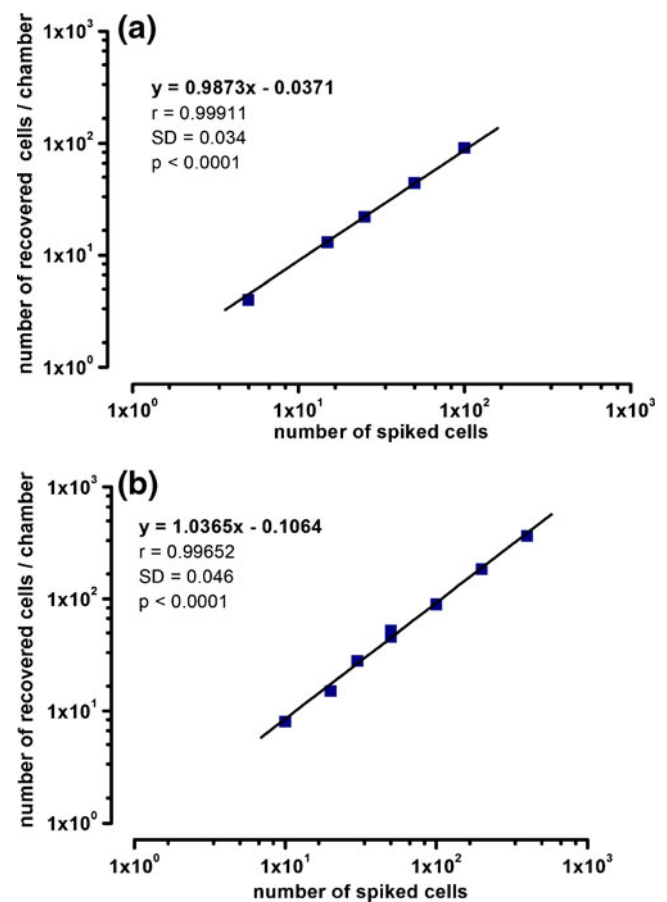 (a)
number of recovered cells / chamber
1x10³
1x10²
1x10¹
1x10⁰
y = 0.9873x - 0.0371
r = 0.99911
SD = 0.034
p < 0.0001
1x10⁰ 1x10¹ 1x10² 1x10³
number of spiked cells
(b)
number of recovered cells / chamber
1x10³
1x10²
1x10¹
1x10⁰
y = 1.0365x - 0.1064
r = 0.99652
SD = 0.046
p < 0.0001
1x10⁰ 1x10¹ 1x10² 1x10³
number of spiked cells